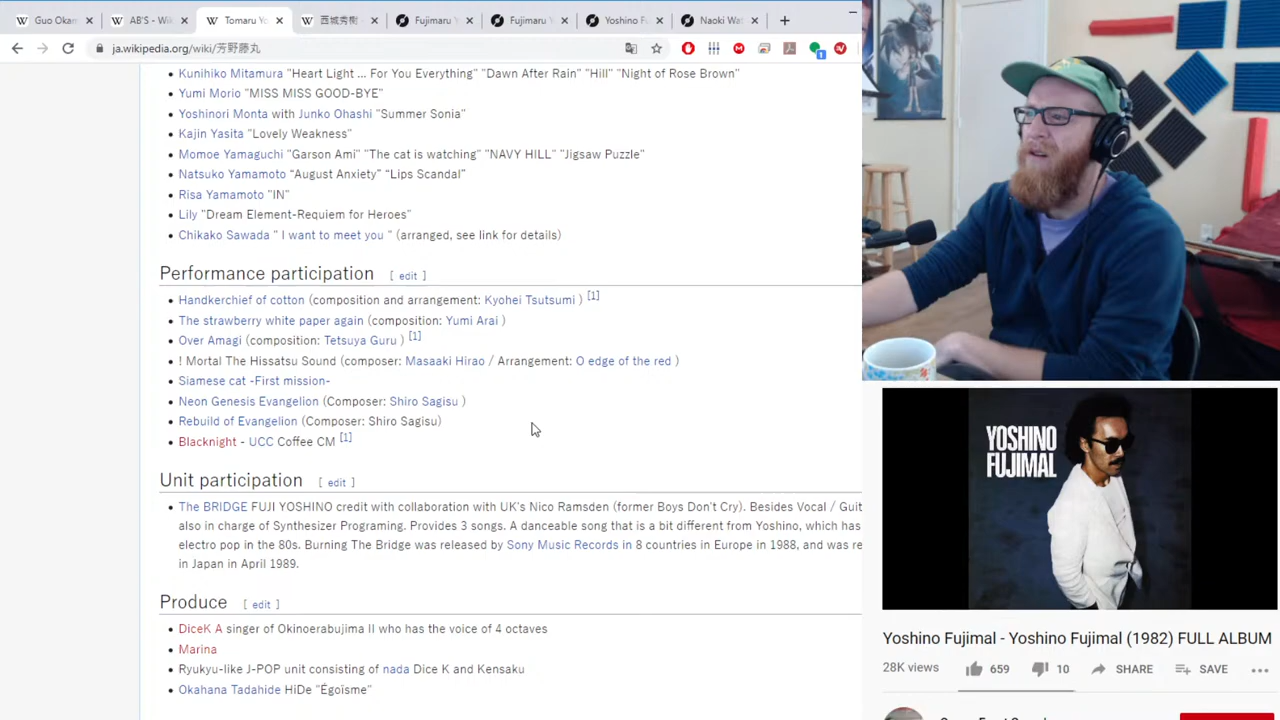 Guo Okan
AB'S - Wiki
Tomaru Yo
西城秀樹
Fujimaru Y
Fujimaru
Yoshino F
Naoki Wat
ja.wikipedia.org/wiki/芳野藤丸
Kunihiko Mitamura "Heart Light ... For You Everything" "Dawn After Rain" "Hill" "Night of Rose Brown"
Yumi Morio "MISS MISS GOOD-BYE"
Yoshinori Monta with Junko Ohashi "Summer Sonia"
Kajin Yasita "Lovely Weakness"
Momoe Yamaguchi "Garson Ami" "The cat is watching" "NAVY HILL" "Jigsaw Puzzle"
Natsuko Yamamoto “August Anxiety” “Lips Scandal”
Risa Yamamoto "IN"
Lily "Dream Element-Requiem for Heroes"
Chikako Sawada " I want to meet you " (arranged, see link for details)
Performance participation [ edit ]
Handkerchief of cotton (composition and arrangement: Kyohei Tsutsumi ) [1]
The strawberry white paper again (composition: Yumi Arai )
Over Amagi (composition: Tetsuya Guru ) [1]
! Mortal The Hissatsu Sound (composer: Masaaki Hirao / Arrangement: O edge of the red )
Siamese cat -First mission-
Neon Genesis Evangelion (Composer: Shiro Sagisu )
Rebuild of Evangelion (Composer: Shiro Sagisu)
Blacknight - UCC Coffee CM [1]
Unit participation [ edit ]
The BRIDGE FUJI YOSHINO credit with collaboration with UK's Nico Ramsden (former Boys Don't Cry). Besides Vocal / Guit
also in charge of Synthesizer Programing. Provides 3 songs. A danceable song that is a bit different from Yoshino, which has
electro pop in the 80s. Burning The Bridge was released by Sony Music Records in 8 countries in Europe in 1988, and was re
in Japan in April 1989.
Produce [ edit ]
DiceK A singer of Okinoerabujima II who has the voice of 4 octaves
Marina
Ryukyu-like J-POP unit consisting of nada Dice K and Kensaku
Okahana Tadahide HiDe "Égoïsme"
YOSHINO
FUJIMAL
Yoshino Fujimal - Yoshino Fujimal (1982) FULL ALBUM
28K views
659
10
SHARE
SAVE